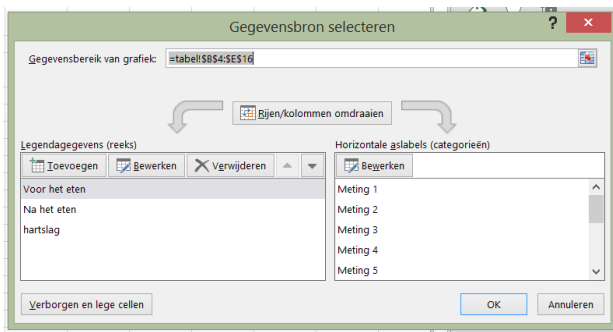 Gegevensbron selecteren
? ×
Gegevensbereik van grafiek: =tabel!$B$4:$E$16
Rijen/kolommen omdraaien
Legendagegevens (reeks)
Toevoegen Bewerken Verwijderen
Voor het eten
Na het eten
hartslag
Horizontale aslabels (categorieën)
Bewerken
Meting 1
Meting 2
Meting 3
Meting 4
Meting 5
Verborgen en lege cellen
OK Annuleren